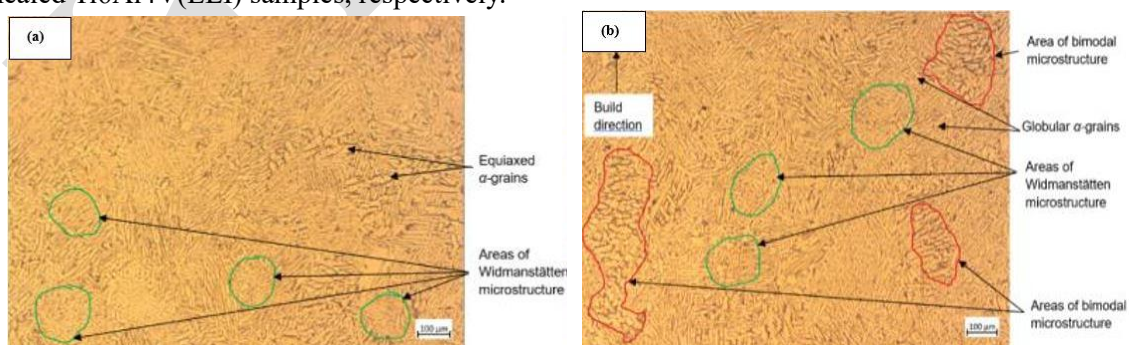 Ti6Al4V(ELI) samples, respectively.
(a)
Equiaxed
α-grains
Areas of
Widmanstätten
microstructure
100 µm
(b)
Build
direction
Area of bimodal
microstructure
Globular α-grains
Areas of
Widmanstätten
microstructure
Areas of bimodal
microstructure
100 µm